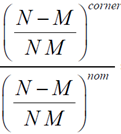 (N − M / NM)^corner
(N − M / NM)^nom